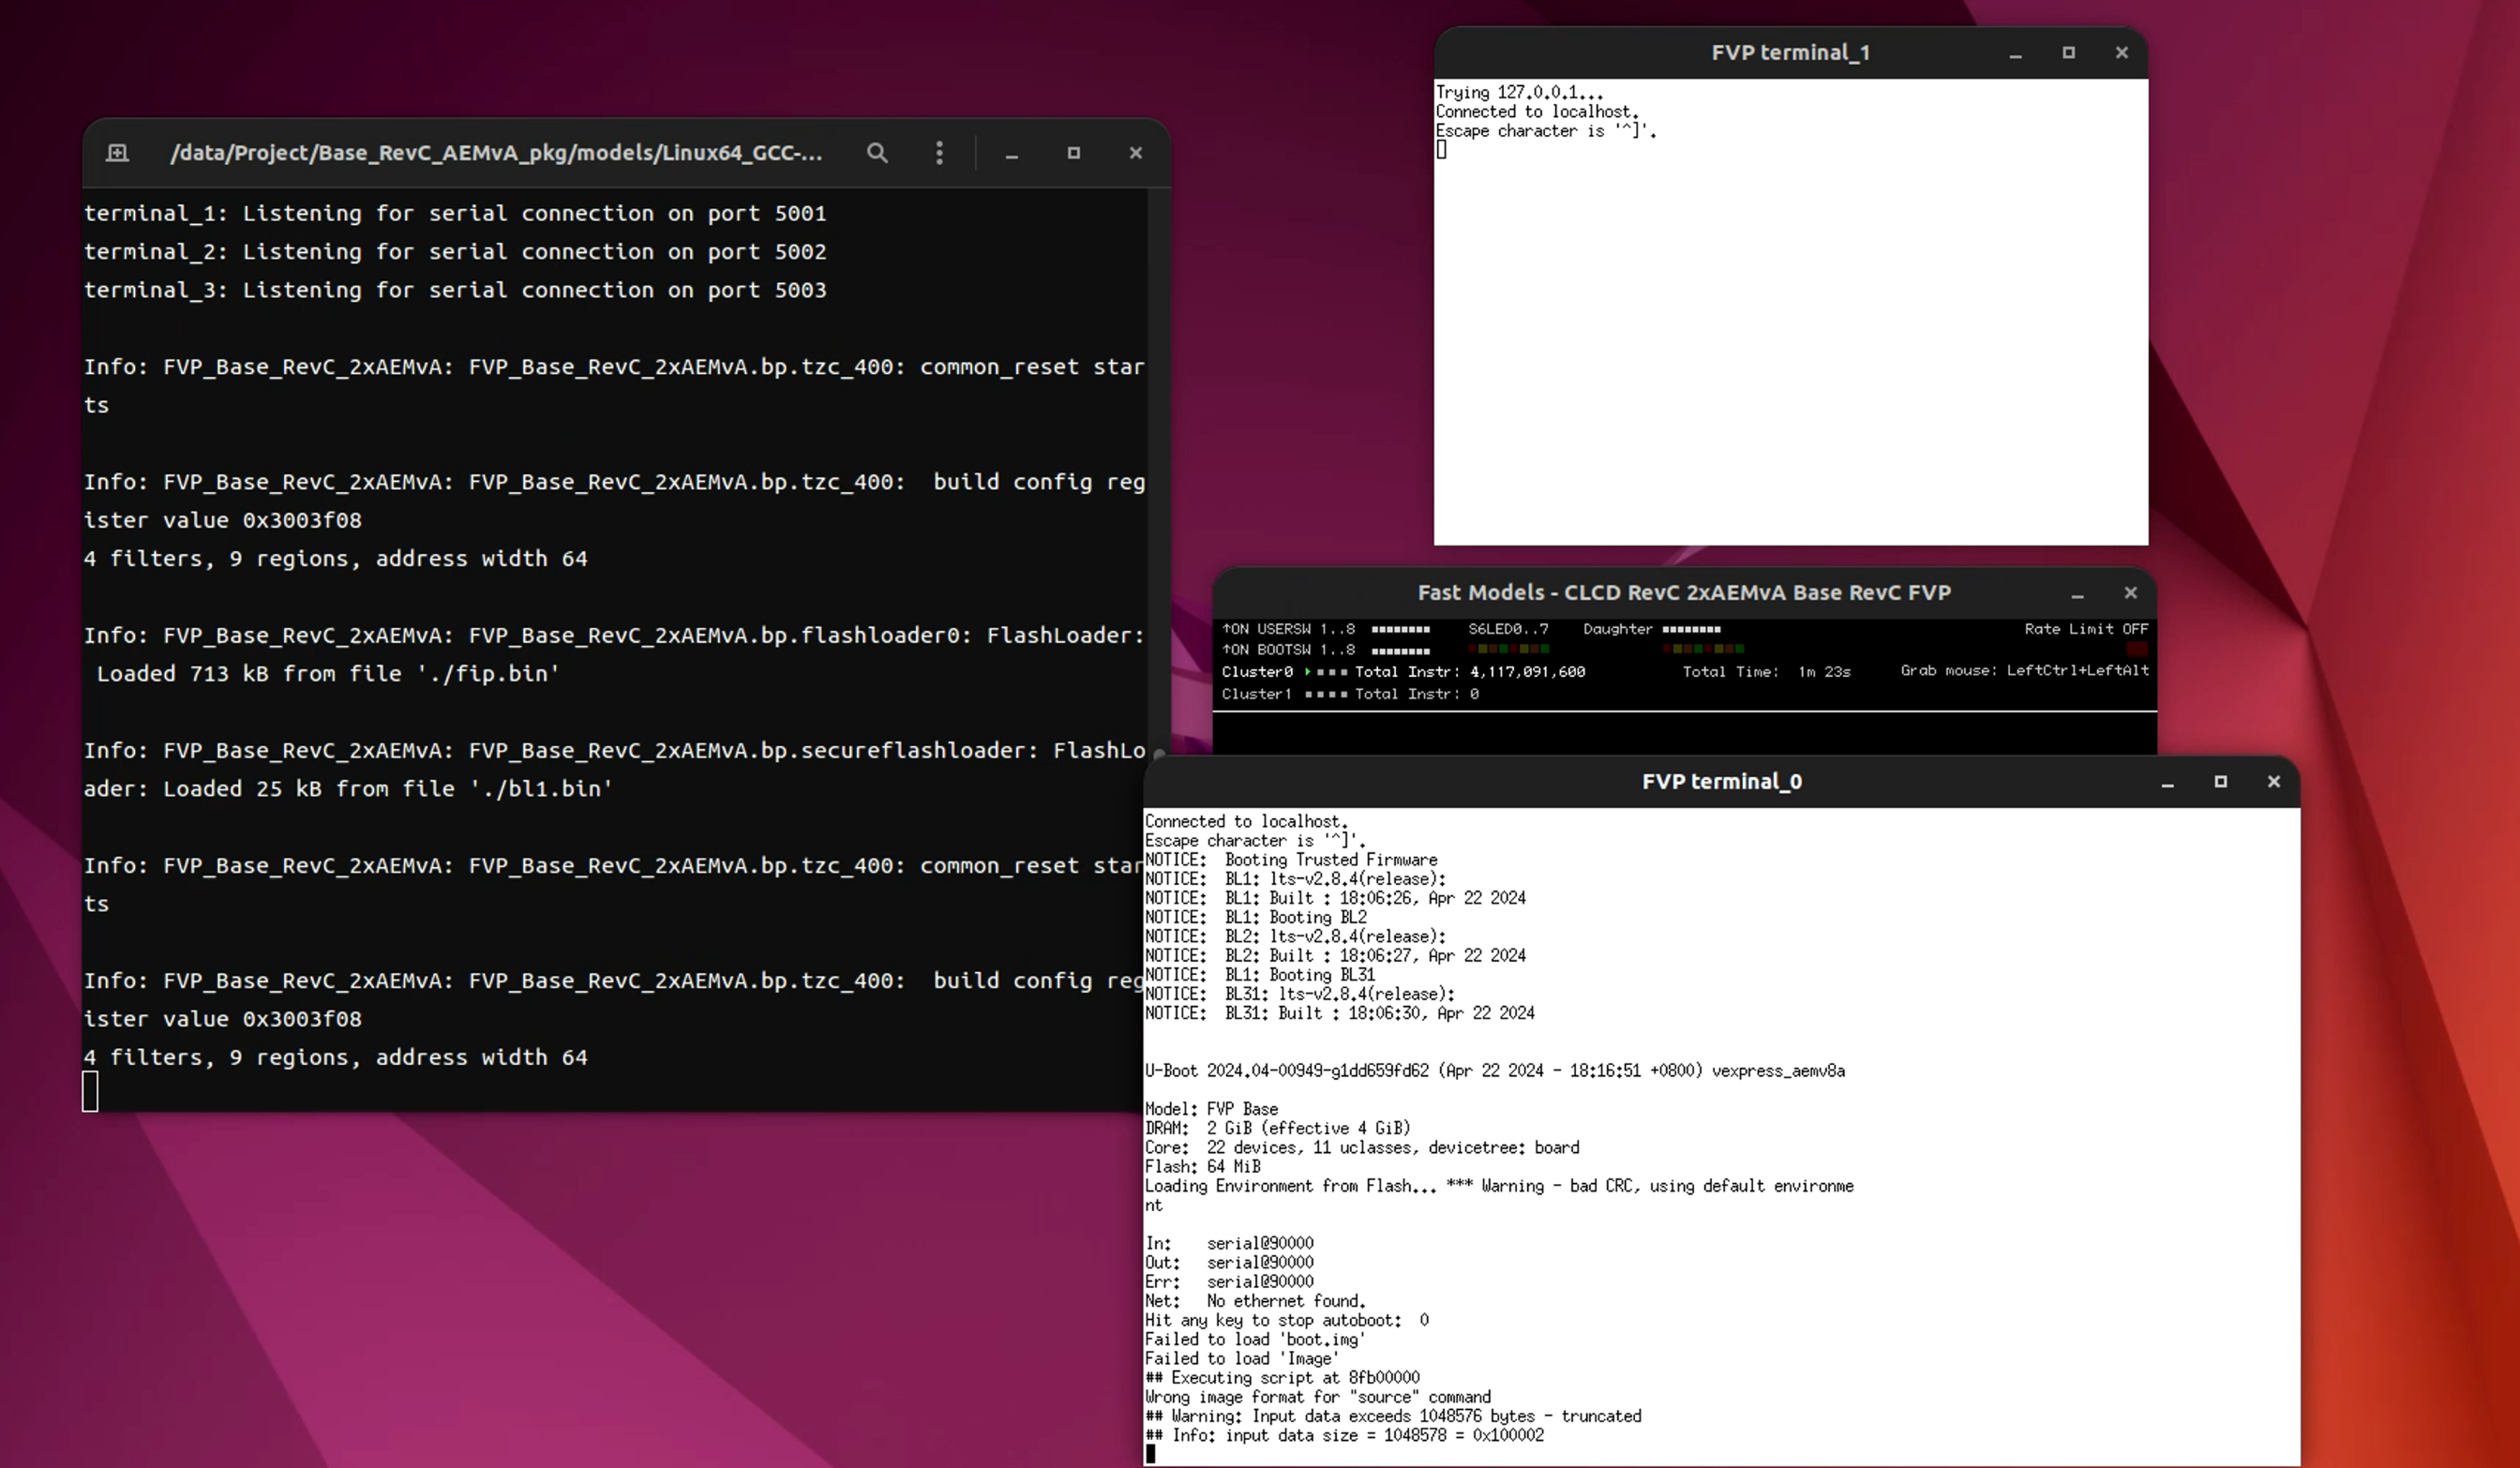 /data/Project/Base_RevC_AEMvA_pkg/models/Linux64_GCC-...
terminal_1: Listening for serial connection on port 5001
terminal_2: Listening for serial connection on port 5002
terminal_3: Listening for serial connection on port 5003
Info: FVP_Base_RevC_2xAEMvA: FVP_Base_RevC_2xAEMvA.bp.tzc_400: common_reset star
ts
Info: FVP_Base_RevC_2xAEMvA: FVP_Base_RevC_2xAEMvA.bp.tzc_400:  build config reg
ister value 0x3003f08
4 filters, 9 regions, address width 64
Info: FVP_Base_RevC_2xAEMvA: FVP_Base_RevC_2xAEMvA.bp.flashloader0: FlashLoader:
 Loaded 713 kB from file './fip.bin'
Info: FVP_Base_RevC_2xAEMvA: FVP_Base_RevC_2xAEMvA.bp.secureflashloader: FlashLo
ader: Loaded 25 kB from file './bl1.bin'
Info: FVP_Base_RevC_2xAEMvA: FVP_Base_RevC_2xAEMvA.bp.tzc_400: common_reset star
ts
Info: FVP_Base_RevC_2xAEMvA: FVP_Base_RevC_2xAEMvA.bp.tzc_400:  build config reg
ister value 0x3003f08
4 filters, 9 regions, address width 64
FVP terminal_1
Trying 127.0.0.1...
Connected to localhost.
Escape character is '^]'.
Fast Models - CLCD RevC 2xAEMvA Base RevC FVP
↑ON USERSW 1..8 S6LED0..7 Daughter Rate Limit OFF
↑ON BOOTSW 1..8
Cluster0 Total Instr: 4,117,091,600 Total Time: 1m 23s Grab mouse: LeftCtrl+LeftAlt
Cluster1 Total Instr: 0
FVP terminal_0
Connected to localhost.
Escape character is '^]'.
NOTICE:  Booting Trusted Firmware
NOTICE:  BL1: lts-v2.8.4(release):
NOTICE:  BL1: Built : 18:06:26, Apr 22 2024
NOTICE:  BL1: Booting BL2
NOTICE:  BL2: lts-v2.8.4(release):
NOTICE:  BL2: Built : 18:06:27, Apr 22 2024
NOTICE:  BL1: Booting BL31
NOTICE:  BL31: lts-v2.8.4(release):
NOTICE:  BL31: Built : 18:06:30, Apr 22 2024
U-Boot 2024.04-00949-g1dd659fd62 (Apr 22 2024 - 18:16:51 +0800) vexpress_aemv8a
Model: FVP Base
DRAM:  2 GiB (effective 4 GiB)
Core:  22 devices, 11 uclasses, devicetree: board
Flash: 64 MiB
Loading Environment from Flash... *** Warning - bad CRC, using default environme
nt
In:    serial@90000
Out:   serial@90000
Err:   serial@90000
Net:   No ethernet found.
Hit any key to stop autoboot:  0
Failed to load 'boot.img'
Failed to load 'Image'
## Executing script at 8fb00000
Wrong image format for "source" command
## Warning: Input data exceeds 1048576 bytes - truncated
## Info: input data size = 1048578 = 0x100002